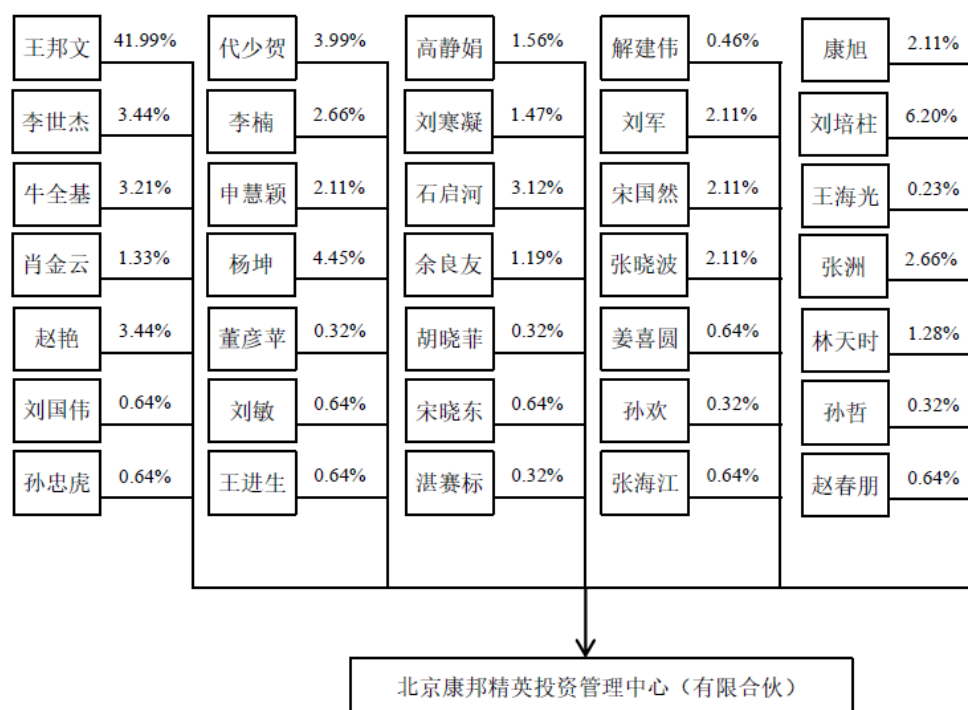 王邦文 41.99% 代少贺 3.99% 高静娟 1.56% 解建伟 0.46% 康旭 2.11%
李世杰 3.44% 李楠 2.66% 刘寒凝 1.47% 刘军 2.11% 刘培柱 6.20%
牛全基 3.21% 申慧颖 2.11% 石启河 3.12% 宋国然 2.11% 王海光 0.23%
肖金云 1.33% 杨坤 4.45% 余良友 1.19% 张晓波 2.11% 张洲 2.66%
赵艳 3.44% 董彦苹 0.32% 胡晓菲 0.32% 姜喜圆 0.64% 林天时 1.28%
刘国伟 0.64% 刘敏 0.64% 宋晓东 0.64% 孙欢 0.32% 孙哲 0.32%
孙忠虎 0.64% 王进生 0.64% 湛赛标 0.32% 张海江 0.64% 赵春朋 0.64%
北京康邦精英投资管理中心（有限合伙）